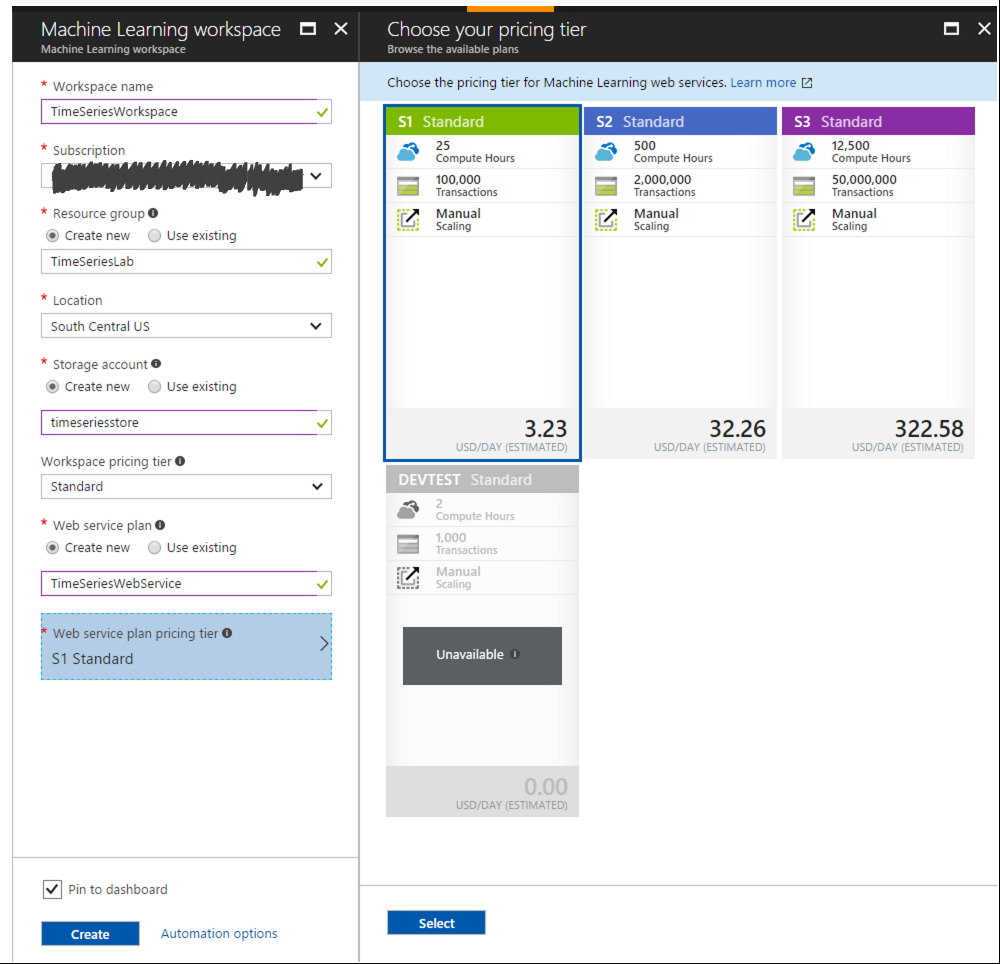 Machine Learning workspace
Machine Learning workspace
* Workspace name
TimeSeriesWorkspace
* Subscription
* Resource group
Create new Use existing
TimeSeriesLab
* Location
South Central US
* Storage account
Create new Use existing
timeseriesstore
Workspace pricing tier
Standard
* Web service plan
Create new Use existing
TimeSeriesWebService
* Web service plan pricing tier
S1 Standard
Pin to dashboard
Create Automation options
Choose your pricing tier
Browse the available plans
Choose the pricing tier for Machine Learning web services. Learn more
S1 Standard
25
Compute Hours
100,000
Transactions
Manual
Scaling
3.23
USD/DAY (ESTIMATED)
S2 Standard
500
Compute Hours
2,000,000
Transactions
Manual
Scaling
32.26
USD/DAY (ESTIMATED)
S3 Standard
12,500
Compute Hours
50,000,000
Transactions
Manual
Scaling
322.58
USD/DAY (ESTIMATED)
DEVTEST Standard
2
Compute Hours
1,000
Transactions
Manual
Scaling
Unavailable
0.00
USD/DAY (ESTIMATED)
Select